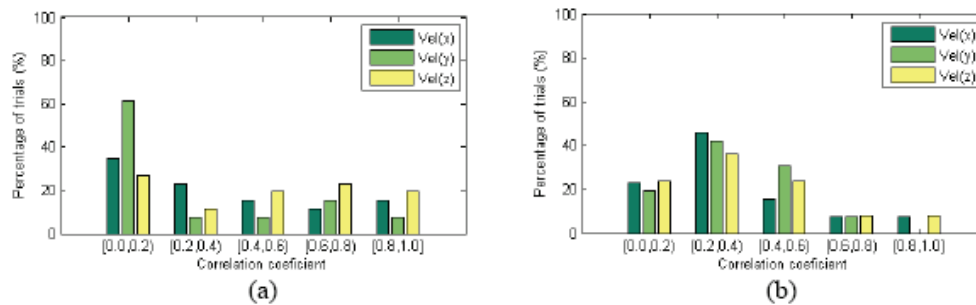 100
80
60
40
20
0
Percentage of trials (%)
Vel(x)
Vel(y)
Vel(z)
[0.0,0.2) [0.2,0.4) [0.4,0.6) [0.6,0.8) [0.8,1.0]
Correlation coeficient
(a)
100
80
60
40
20
0
Percentage of trials (%)
Vel(x)
Vel(y)
Vel(z)
[0.0,0.2) [0.2,0.4) [0.4,0.6) [0.6,0.8) [0.8,1.0]
Correlation coeficient
(b)